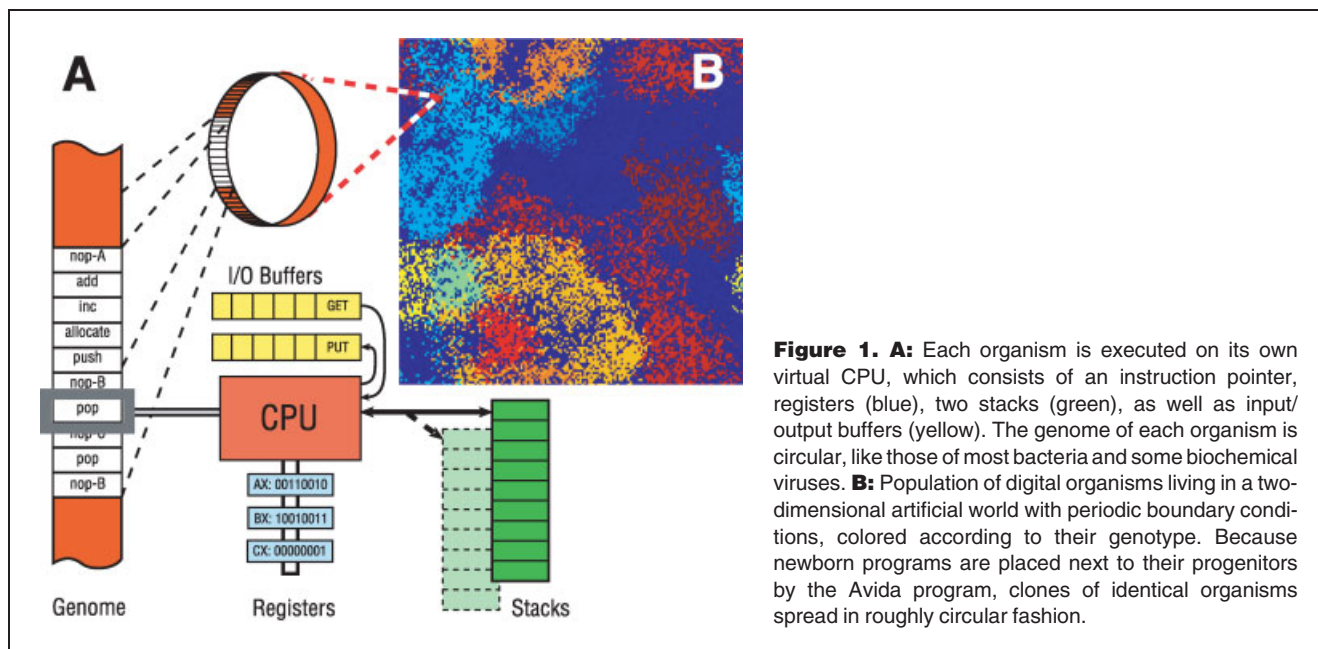 A
B
nop-A
add
inc
allocate
push
nop-B
pop
nop-C
pop
nop-B
Genome
I/O Buffers
GET
PUT
CPU
AX: 00110010
BX: 10010011
CX: 00000001
Registers
Stacks
Figure 1. A: Each organism is executed on its own
virtual CPU, which consists of an instruction pointer,
registers (blue), two stacks (green), as well as input/
output buffers (yellow). The genome of each organism is
circular, like those of most bacteria and some biochemical
viruses. B: Population of digital organisms living in a two-
dimensional artificial world with periodic boundary condi-
tions, colored according to their genotype. Because
newborn programs are placed next to their progenitors
by the Avida program, clones of identical organisms
spread in roughly circular fashion.